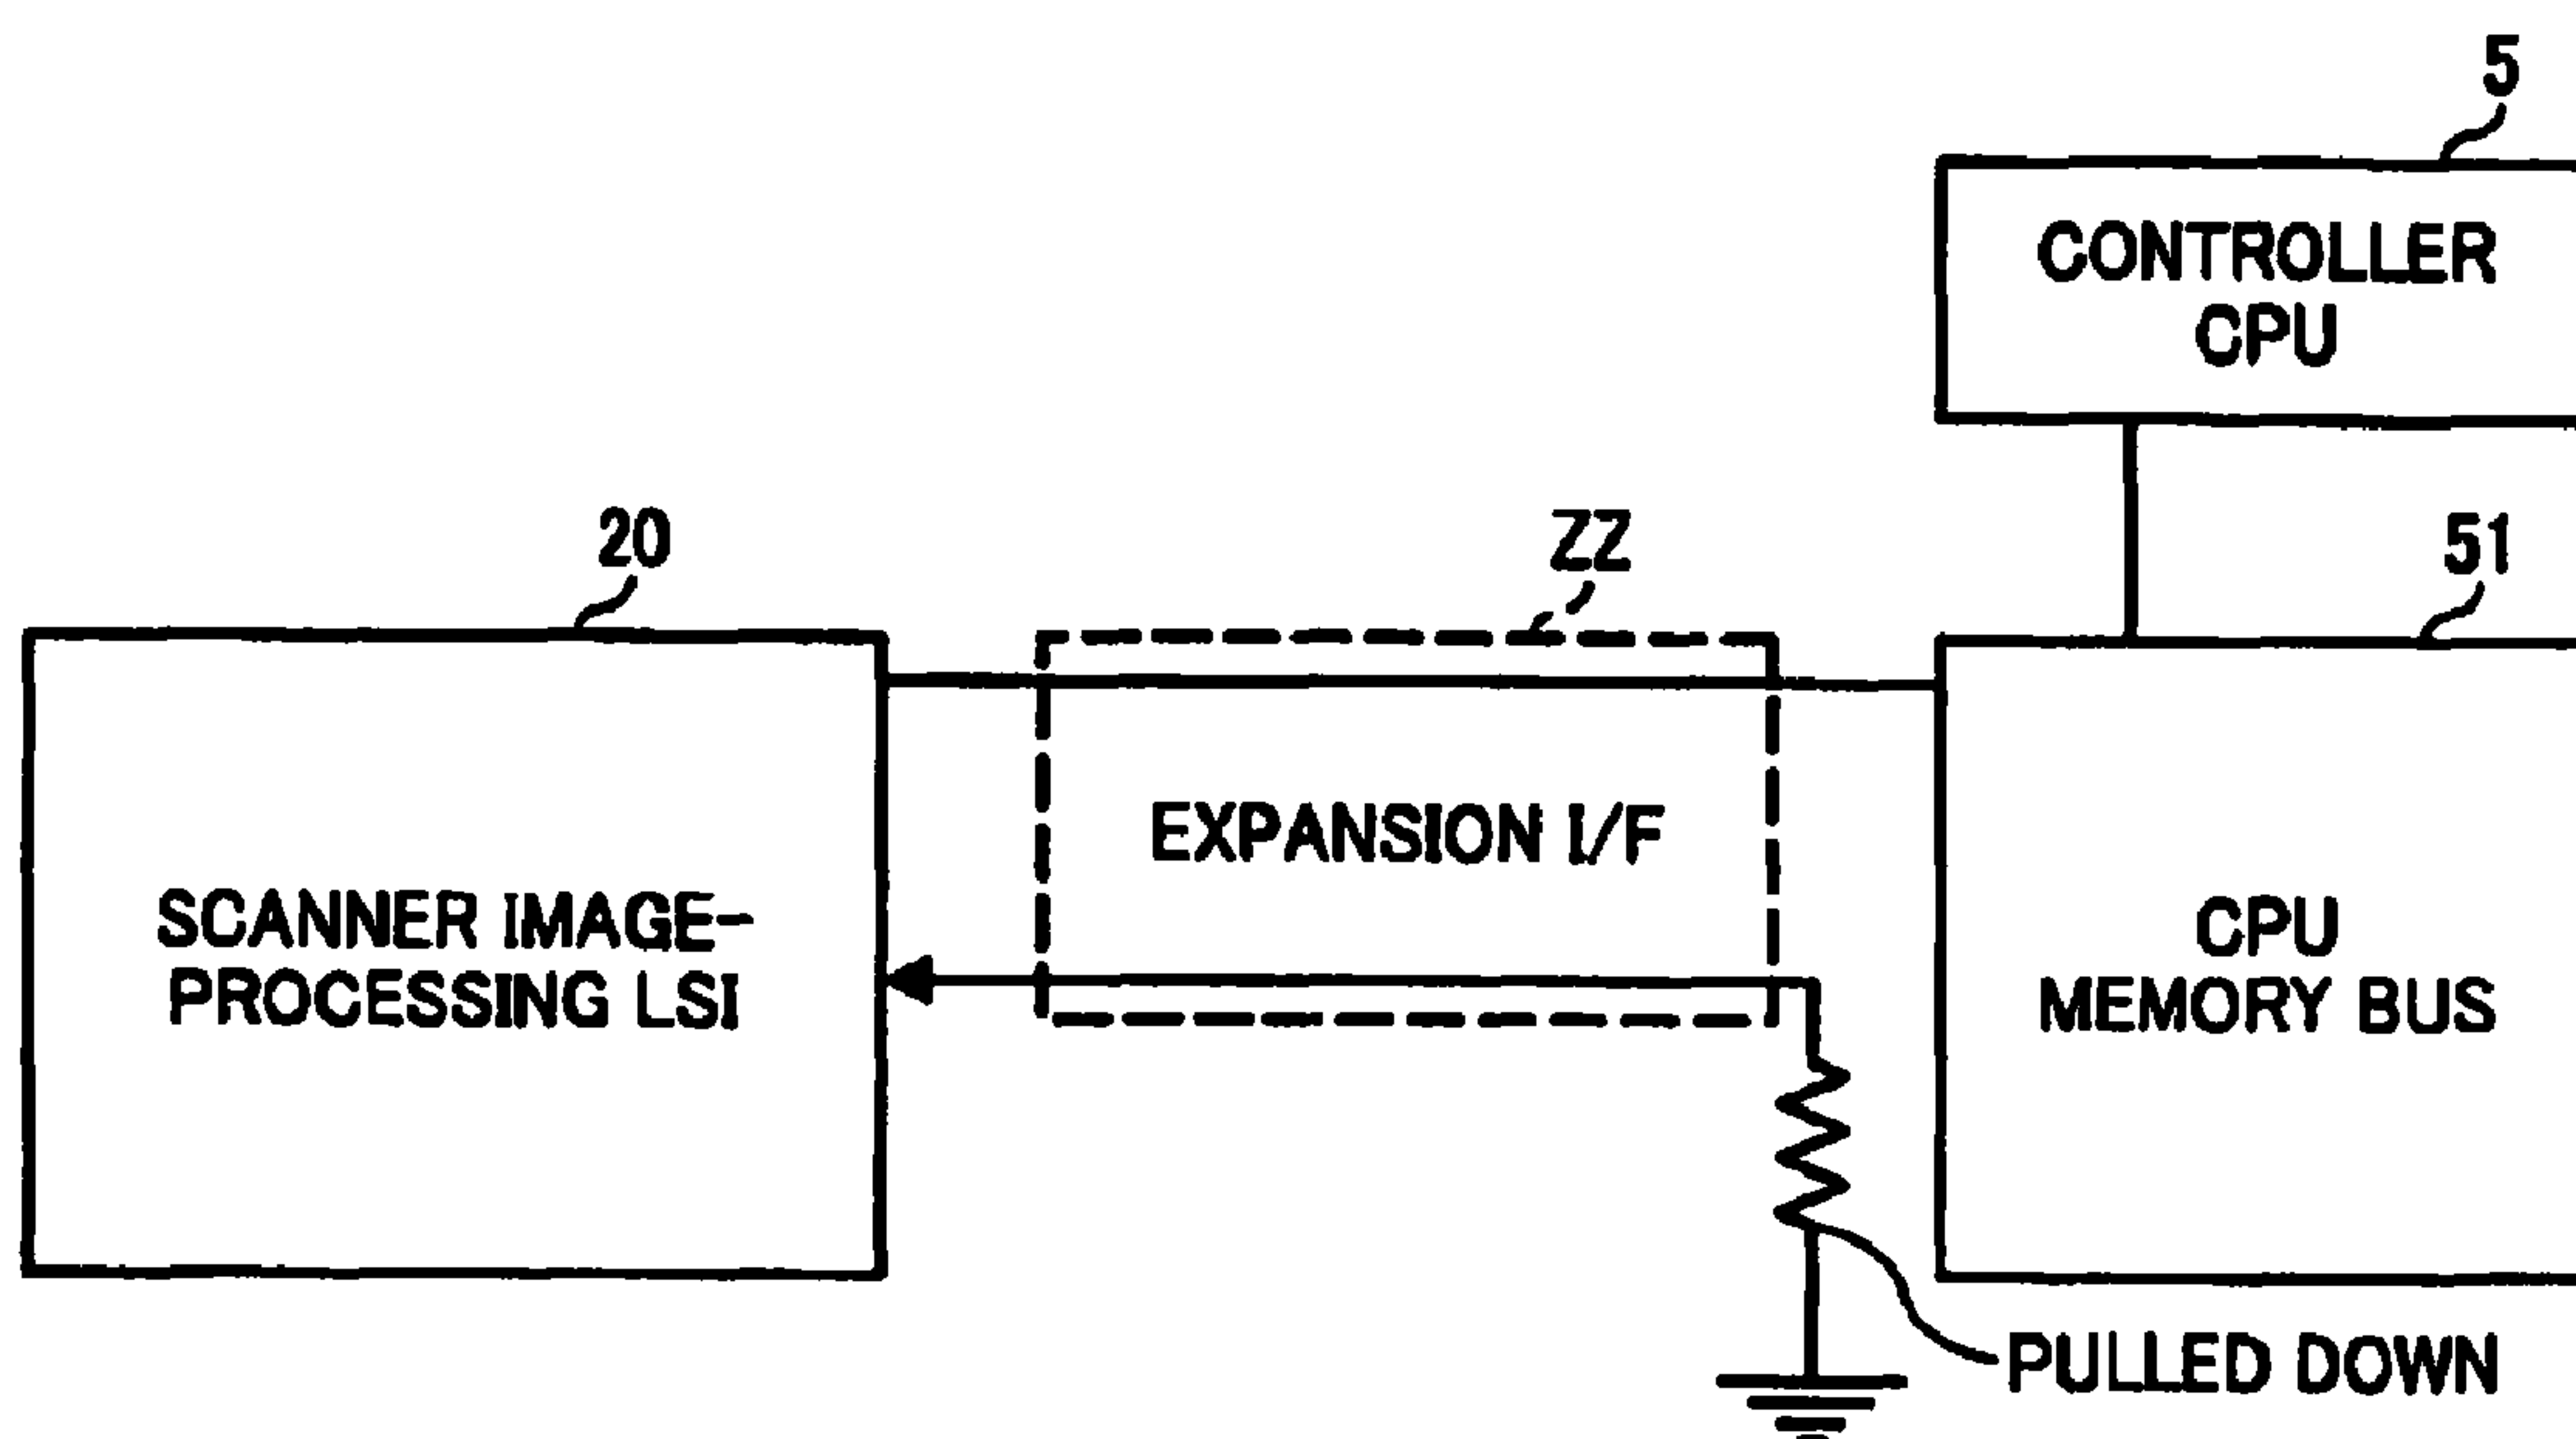 5
CONTROLLER
CPU
20
ZZ
51
EXPANSION I/F
SCANNER IMAGE-
PROCESSING LSI
CPU
MEMORY BUS
PULLED DOWN